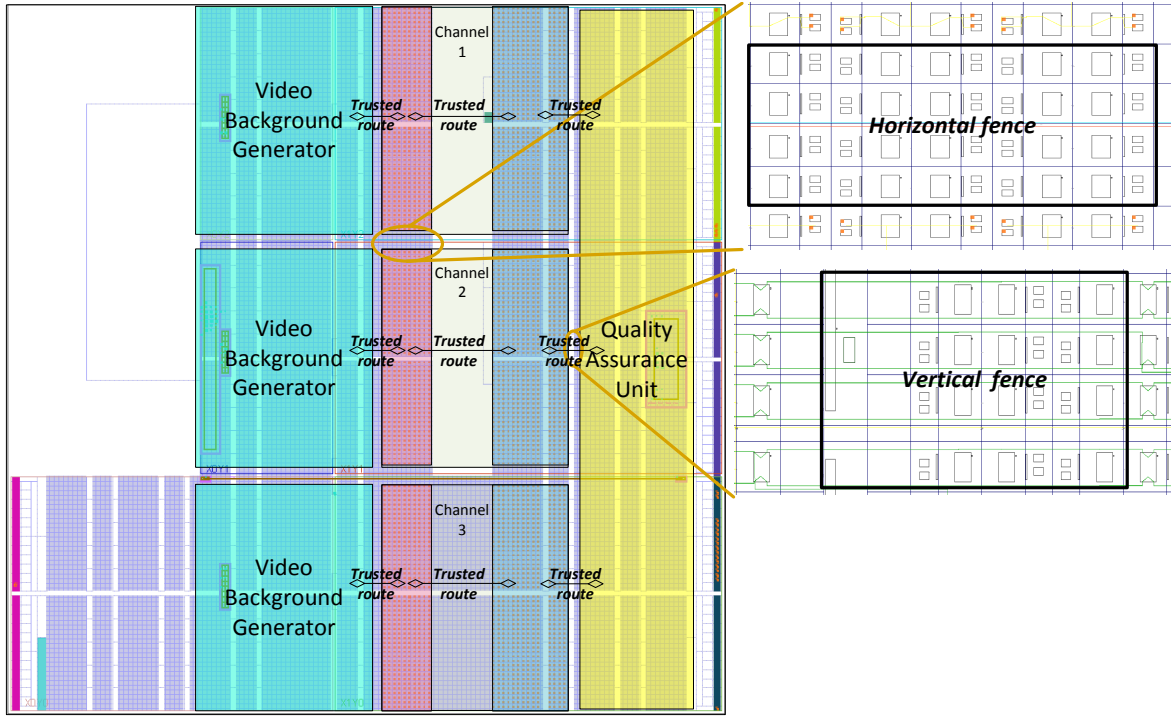 Channel
1
Video
Background
Generator
Trusted
route
Trusted
route
Trusted
route
Horizontal fence
Channel
2
Video
Background
Generator
Trusted
route
Trusted
route
Trusted
route
Quality
Assurance
Unit
Vertical fence
X0Y1
X1Y1
Channel
3
Video
Background
Generator
Trusted
route
Trusted
route
Trusted
route